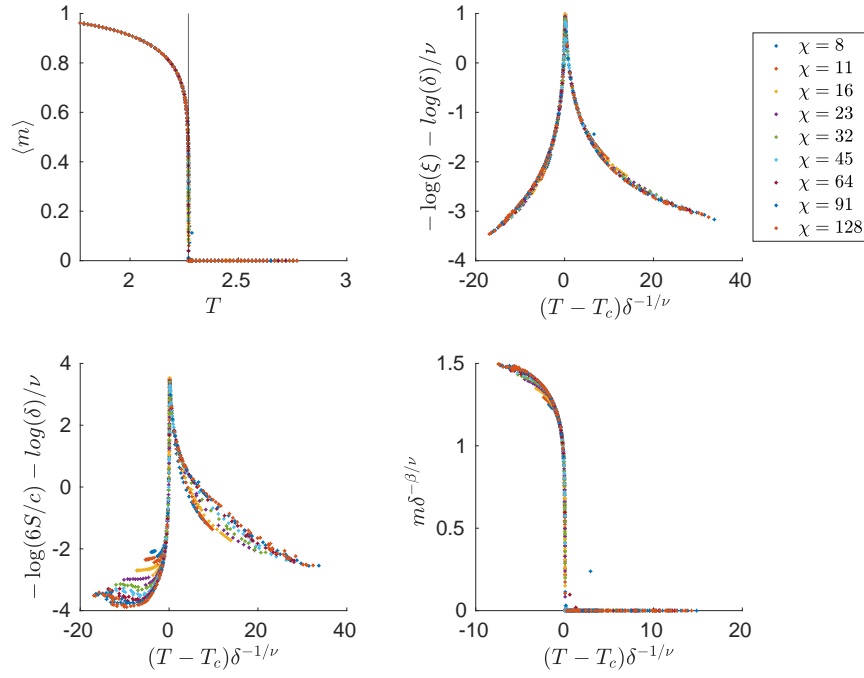 1
0.8
0.6
0.4
0.2
0
⟨m⟩
2
2.5
3
T
1
0
-1
-2
-3
-4
− log(ξ) − log(δ)/ν
-20
0
20
40
(T − T_c)δ^{−1/ν}
χ = 8
χ = 11
χ = 16
χ = 23
χ = 32
χ = 45
χ = 64
χ = 91
χ = 128
4
2
0
-2
-4
− log(6S/c) − log(δ)/ν
-20
0
20
40
(T − T_c)δ^{−1/ν}
1.5
1
0.5
0
mδ^{−β/ν}
-10
0
10
20
(T − T_c)δ^{−1/ν}